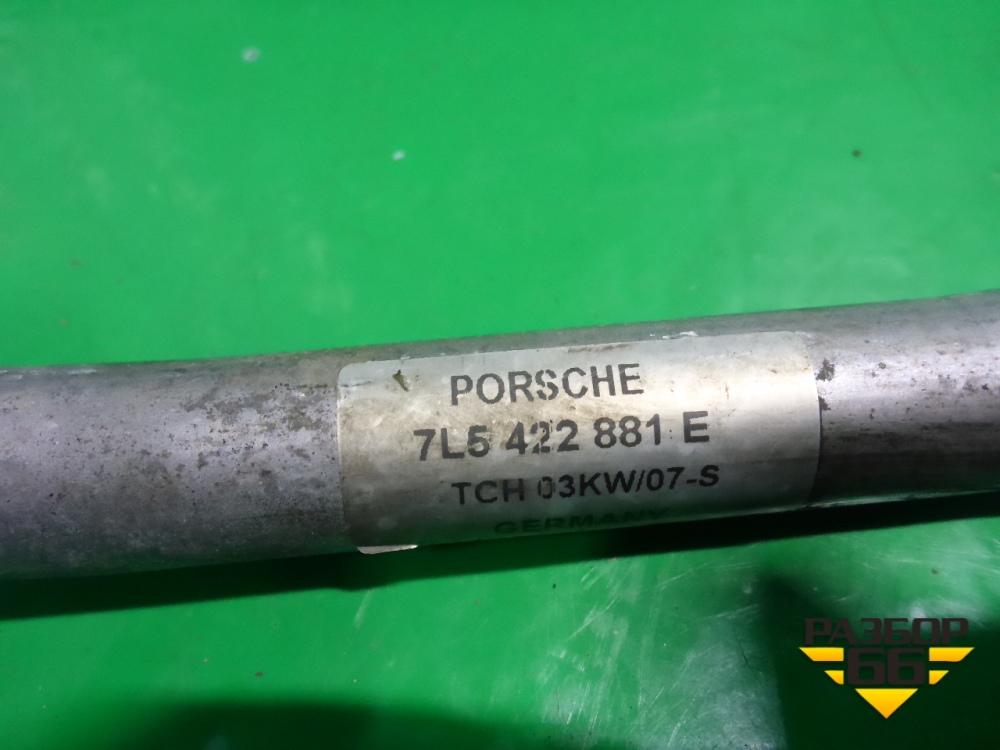 PORSCHE
7L5 422 881 E
TCH 03KW/07-S
GERMANY
РАЗБОР
66